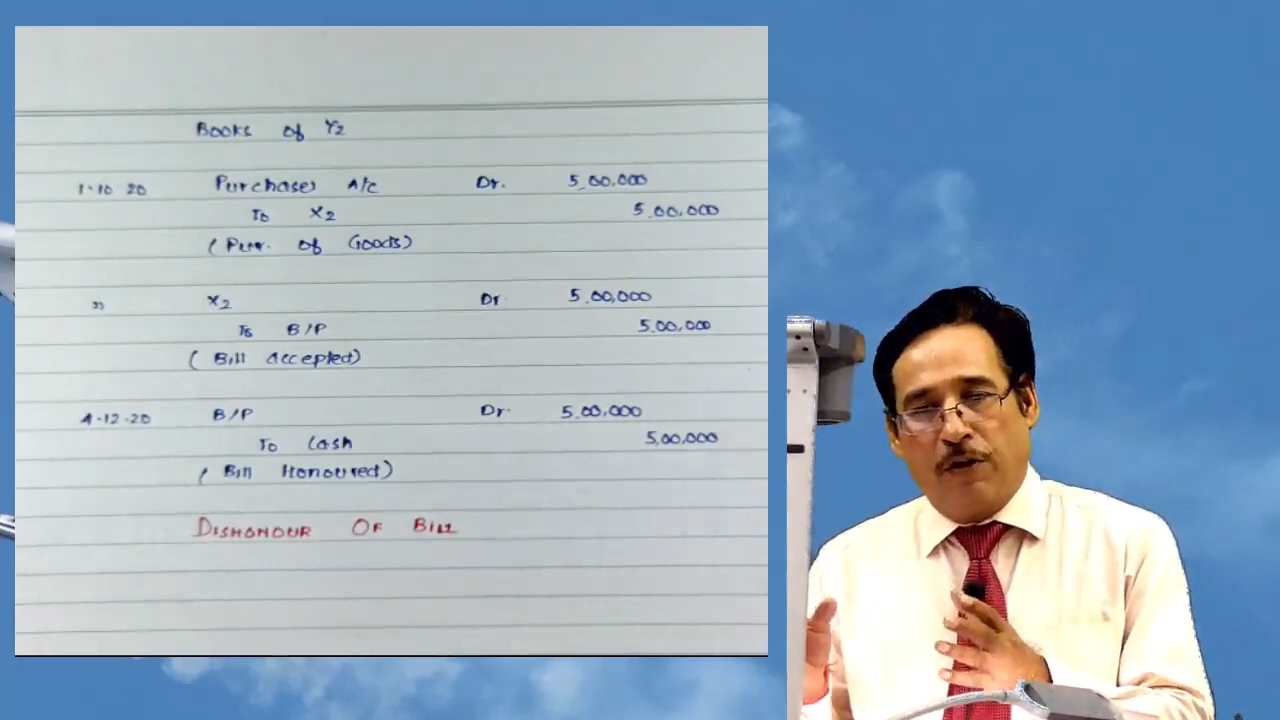 Books of Y2
1-10 20 Purchases A/c Dr. 5,00,000
To X2 5,00,000
( Purr. of Goods)
" X2 Dr. 5,00,000
To B/P 5,00,000
( Bill Accepted)
4-12-20 B/P Dr. 5,00,000
To Cash 5,00,000
( Bill Honoured)
DISHONOUR OF BILL